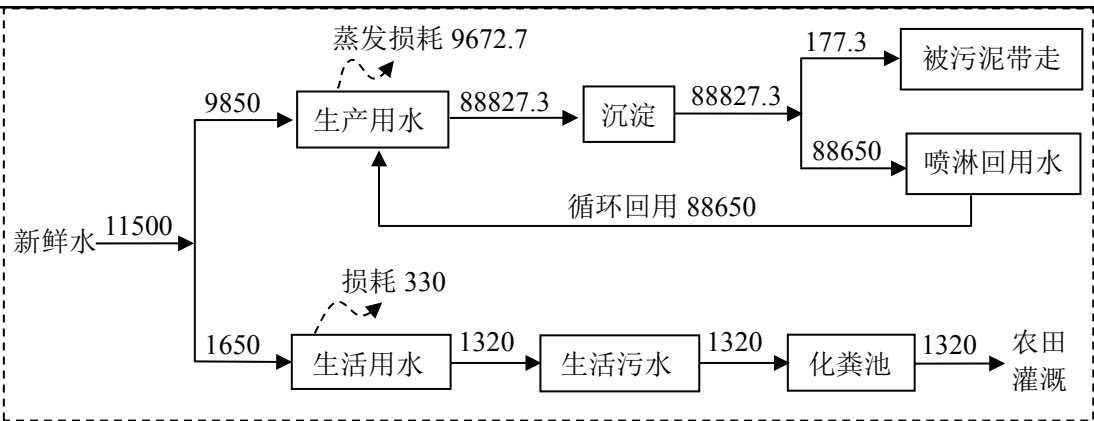 蒸发损耗 9672.7
177.3
被污泥带走
9850
生产用水
88827.3
沉淀
88827.3
88650
喷淋回用水
循环回用 88650
新鲜水
11500
损耗 330
1650
生活用水
1320
生活污水
1320
化粪池
1320
农田
灌溉